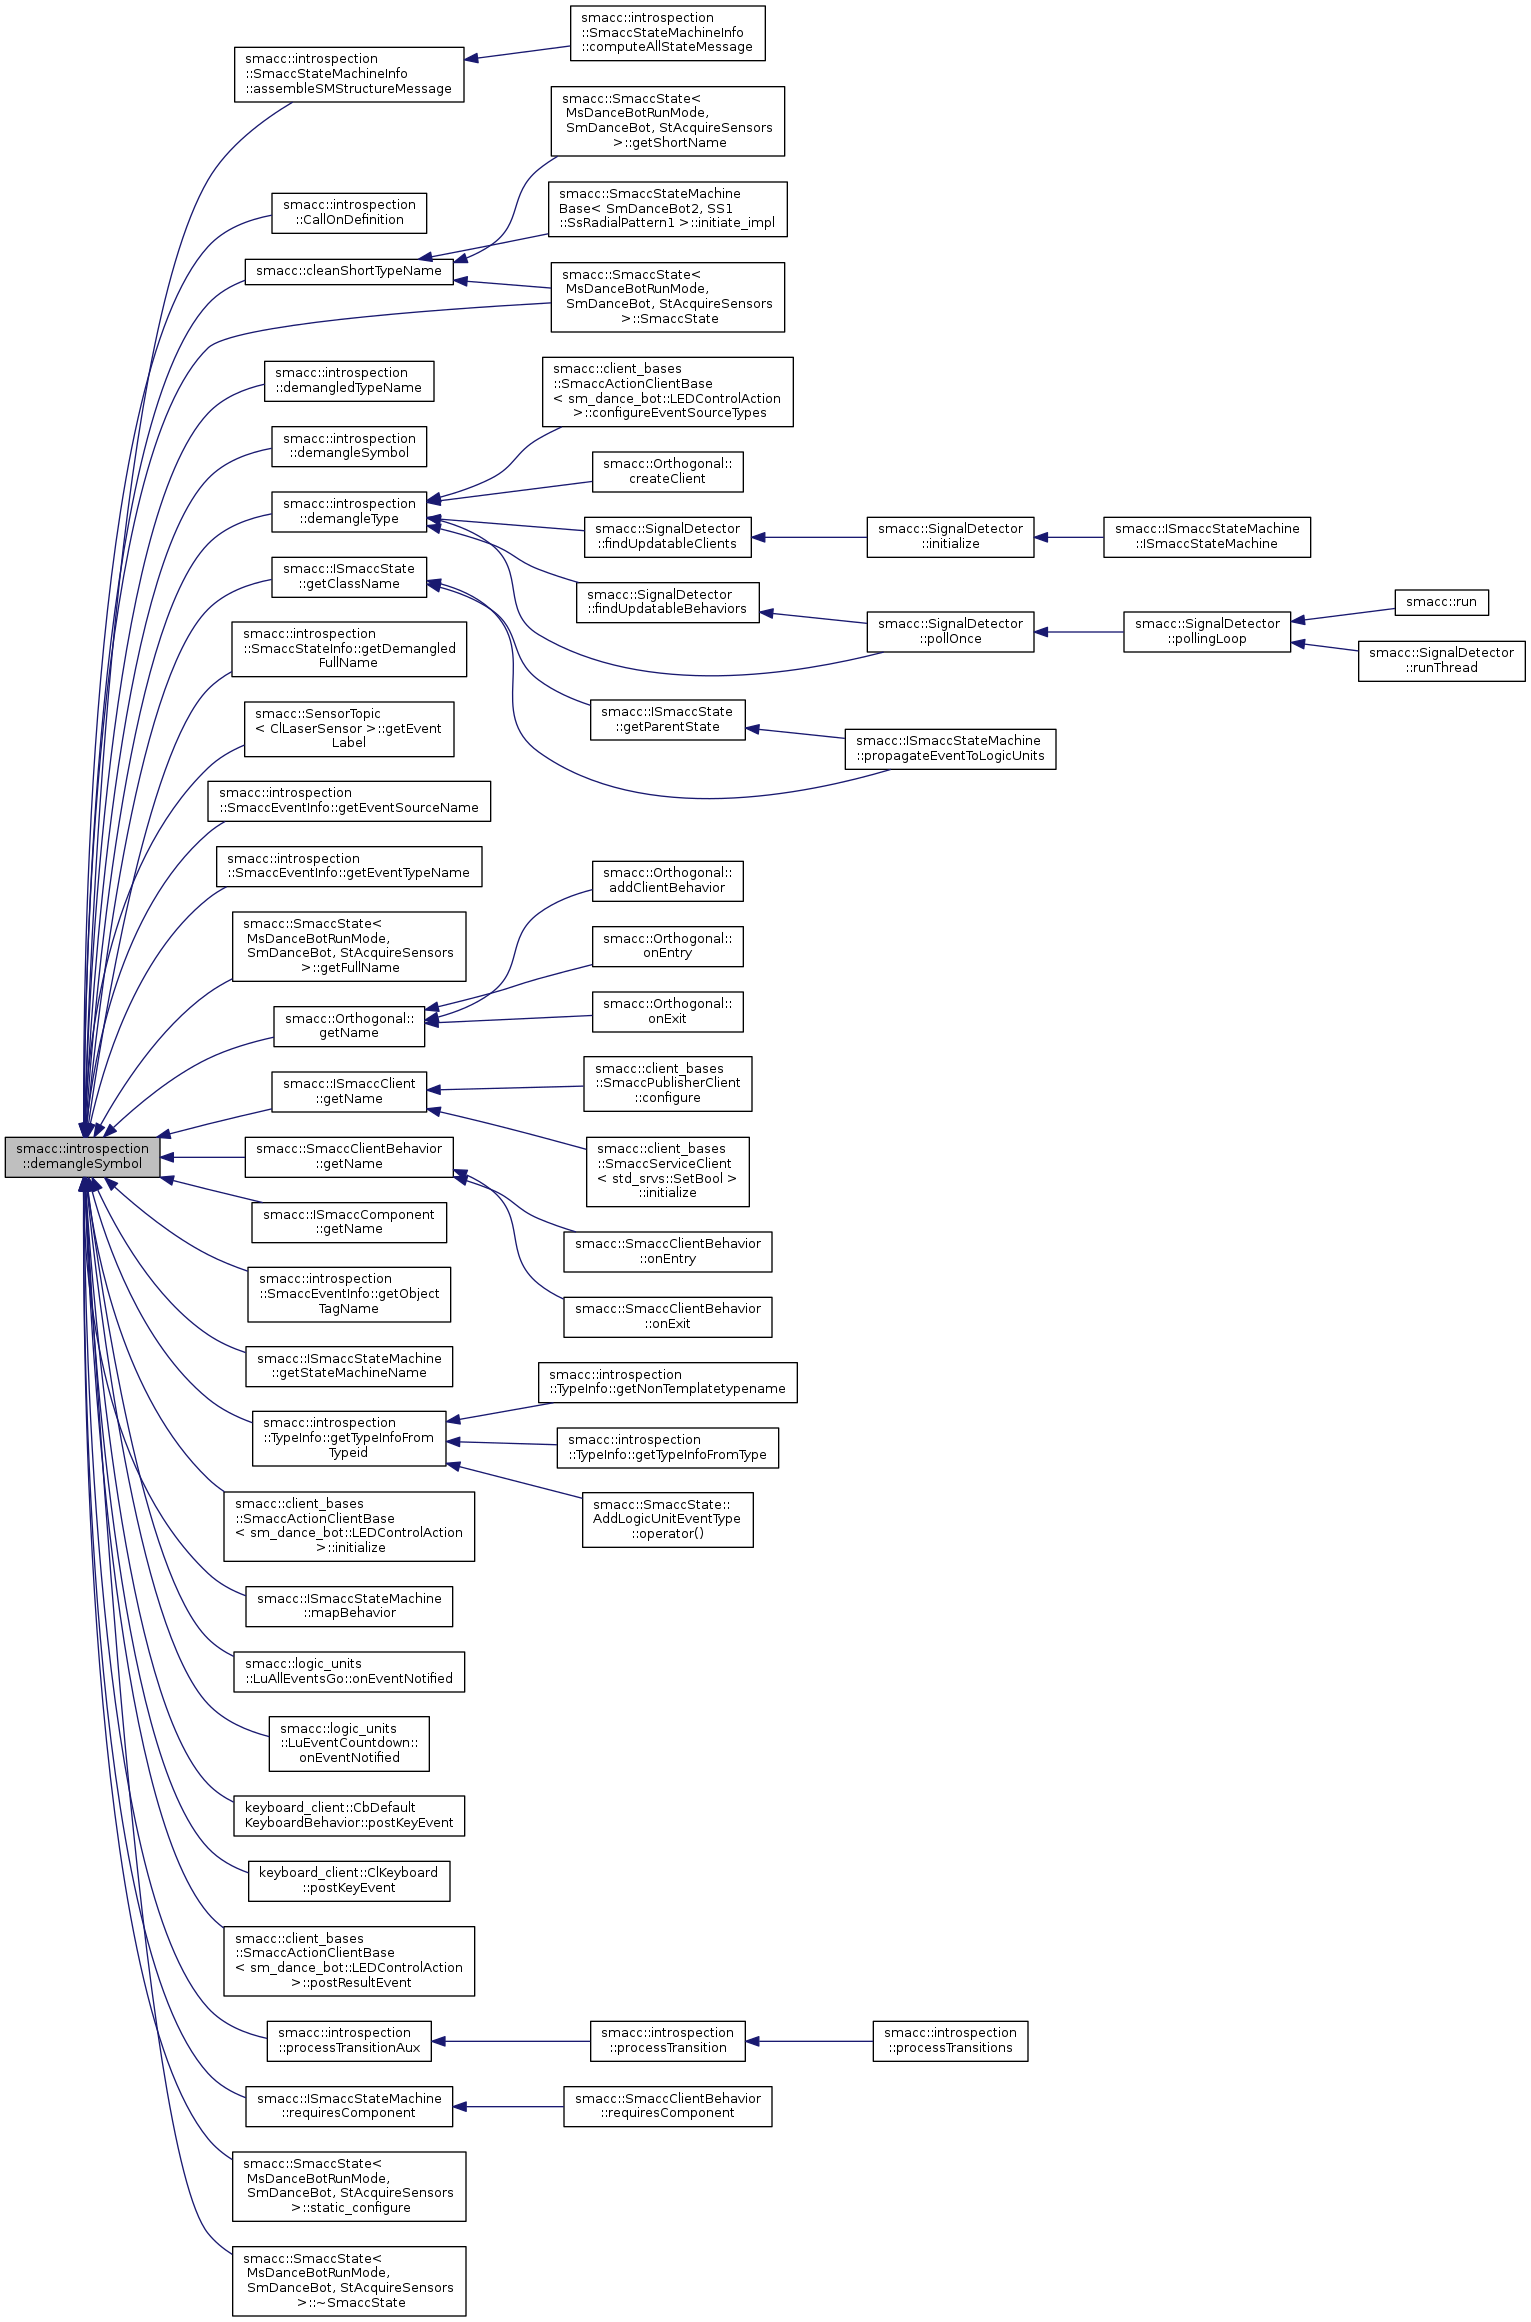 smacc::introspection
::SmaccStateMachineInfo
::computeAllStateMessage
smacc::introspection
::SmaccStateMachineInfo
::assembleSMStructureMessage
smacc::SmaccState<
MsDanceBotRunMode,
SmDanceBot, StAcquireSensors
>::getShortName
smacc::SmaccStateMachine
Base< SmDanceBot2, SS1
::SsRadialPattern1 >::initiate_impl
smacc::introspection
::CallOnDefinition
smacc::cleanShortTypeName
smacc::SmaccState<
MsDanceBotRunMode,
SmDanceBot, StAcquireSensors
>::SmaccState
smacc::introspection
::demangledTypeName
smacc::client_bases
::SmaccActionClientBase
< sm_dance_bot::LEDControlAction
>::configureEventSourceTypes
smacc::introspection
::demangleSymbol
smacc::Orthogonal::
createClient
smacc::introspection
::demangleType
smacc::SignalDetector
::findUpdatableClients
smacc::SignalDetector
::initialize
smacc::ISmaccStateMachine
::ISmaccStateMachine
smacc::ISmaccState
::getClassName
smacc::SignalDetector
::findUpdatableBehaviors
smacc::SignalDetector
::pollOnce
smacc::SignalDetector
::pollingLoop
smacc::run
smacc::SignalDetector
::runThread
smacc::introspection
::SmaccStateInfo::getDemangled
FullName
smacc::SensorTopic
< ClLaserSensor >::getEvent
Label
smacc::ISmaccState
::getParentState
smacc::ISmaccStateMachine
::propagateEventToLogicUnits
smacc::introspection
::SmaccEventInfo::getEventSourceName
smacc::introspection
::SmaccEventInfo::getEventTypeName
smacc::Orthogonal::
addClientBehavior
smacc::SmaccState<
MsDanceBotRunMode,
SmDanceBot, StAcquireSensors
>::getFullName
smacc::Orthogonal::
onEntry
smacc::Orthogonal::
getName
smacc::Orthogonal::
onExit
smacc::ISmaccClient
::getName
smacc::client_bases
::SmaccPublisherClient
::configure
smacc::introspection
::demangleSymbol
smacc::SmaccClientBehavior
::getName
smacc::client_bases
::SmaccServiceClient
< std_srvs::SetBool >
::initialize
smacc::ISmaccComponent
::getName
smacc::SmaccClientBehavior
::onEntry
smacc::introspection
::SmaccEventInfo::getObject
TagName
smacc::SmaccClientBehavior
::onExit
smacc::ISmaccStateMachine
::getStateMachineName
smacc::introspection
::TypeInfo::getNonTemplatetypename
smacc::introspection
::TypeInfo::getTypeInfoFrom
Typeid
smacc::introspection
::TypeInfo::getTypeInfoFromType
smacc::SmaccState::
AddLogicUnitEventType
::operator()
smacc::client_bases
::SmaccActionClientBase
< sm_dance_bot::LEDControlAction
>::initialize
smacc::ISmaccStateMachine
::mapBehavior
smacc::logic_units
::LuAllEventsGo::onEventNotified
smacc::logic_units
::LuEventCountdown::
onEventNotified
keyboard_client::CbDefault
KeyboardBehavior::postKeyEvent
keyboard_client::ClKeyboard
::postKeyEvent
smacc::client_bases
::SmaccActionClientBase
< sm_dance_bot::LEDControlAction
>::postResultEvent
smacc::introspection
::processTransitionAux
smacc::introspection
::processTransition
smacc::introspection
::processTransitions
smacc::ISmaccStateMachine
::requiresComponent
smacc::SmaccClientBehavior
::requiresComponent
smacc::SmaccState<
MsDanceBotRunMode,
SmDanceBot, StAcquireSensors
>::static_configure
smacc::SmaccState<
MsDanceBotRunMode,
SmDanceBot, StAcquireSensors
>::~SmaccState